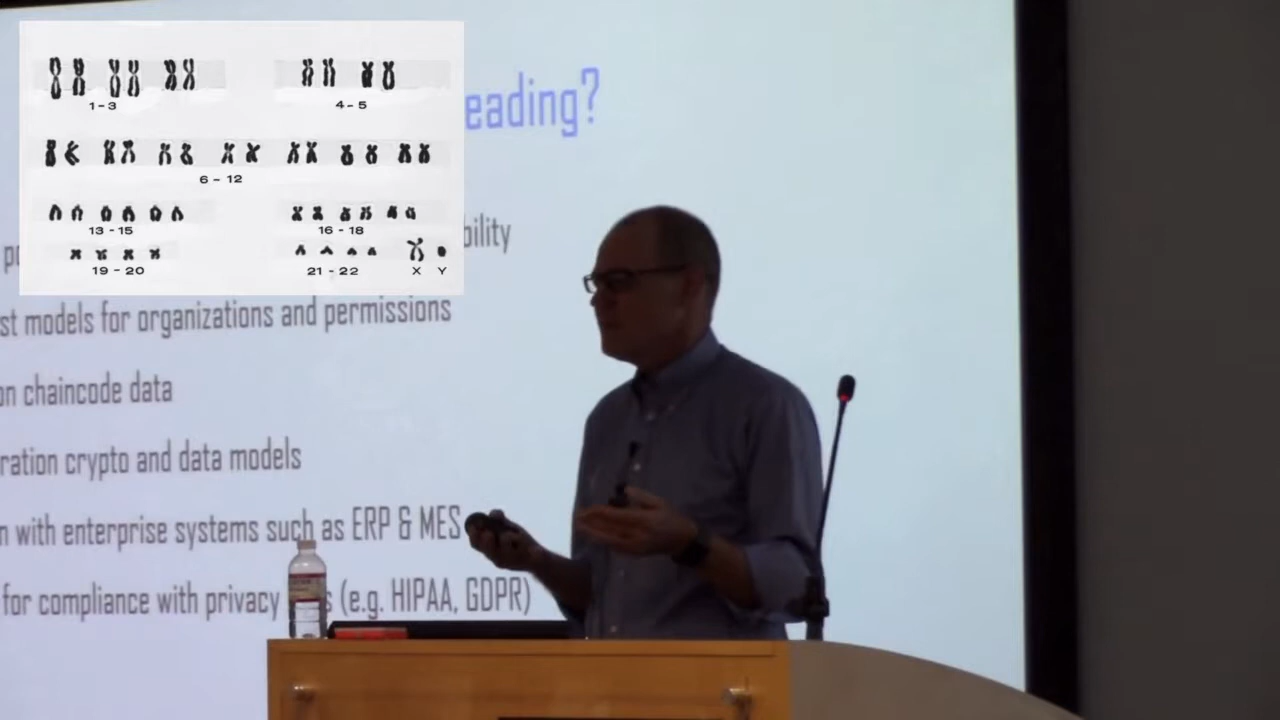 1-3
4-5
6-12
13-15
16-18
19-20
21-22
X Y
eading?
bility
st models for organizations and permissions
on chaincode data
ration crypto and data models
n with enterprise systems such as ERP & MES
for compliance with privacy (e.g. HIPAA, GDPR)